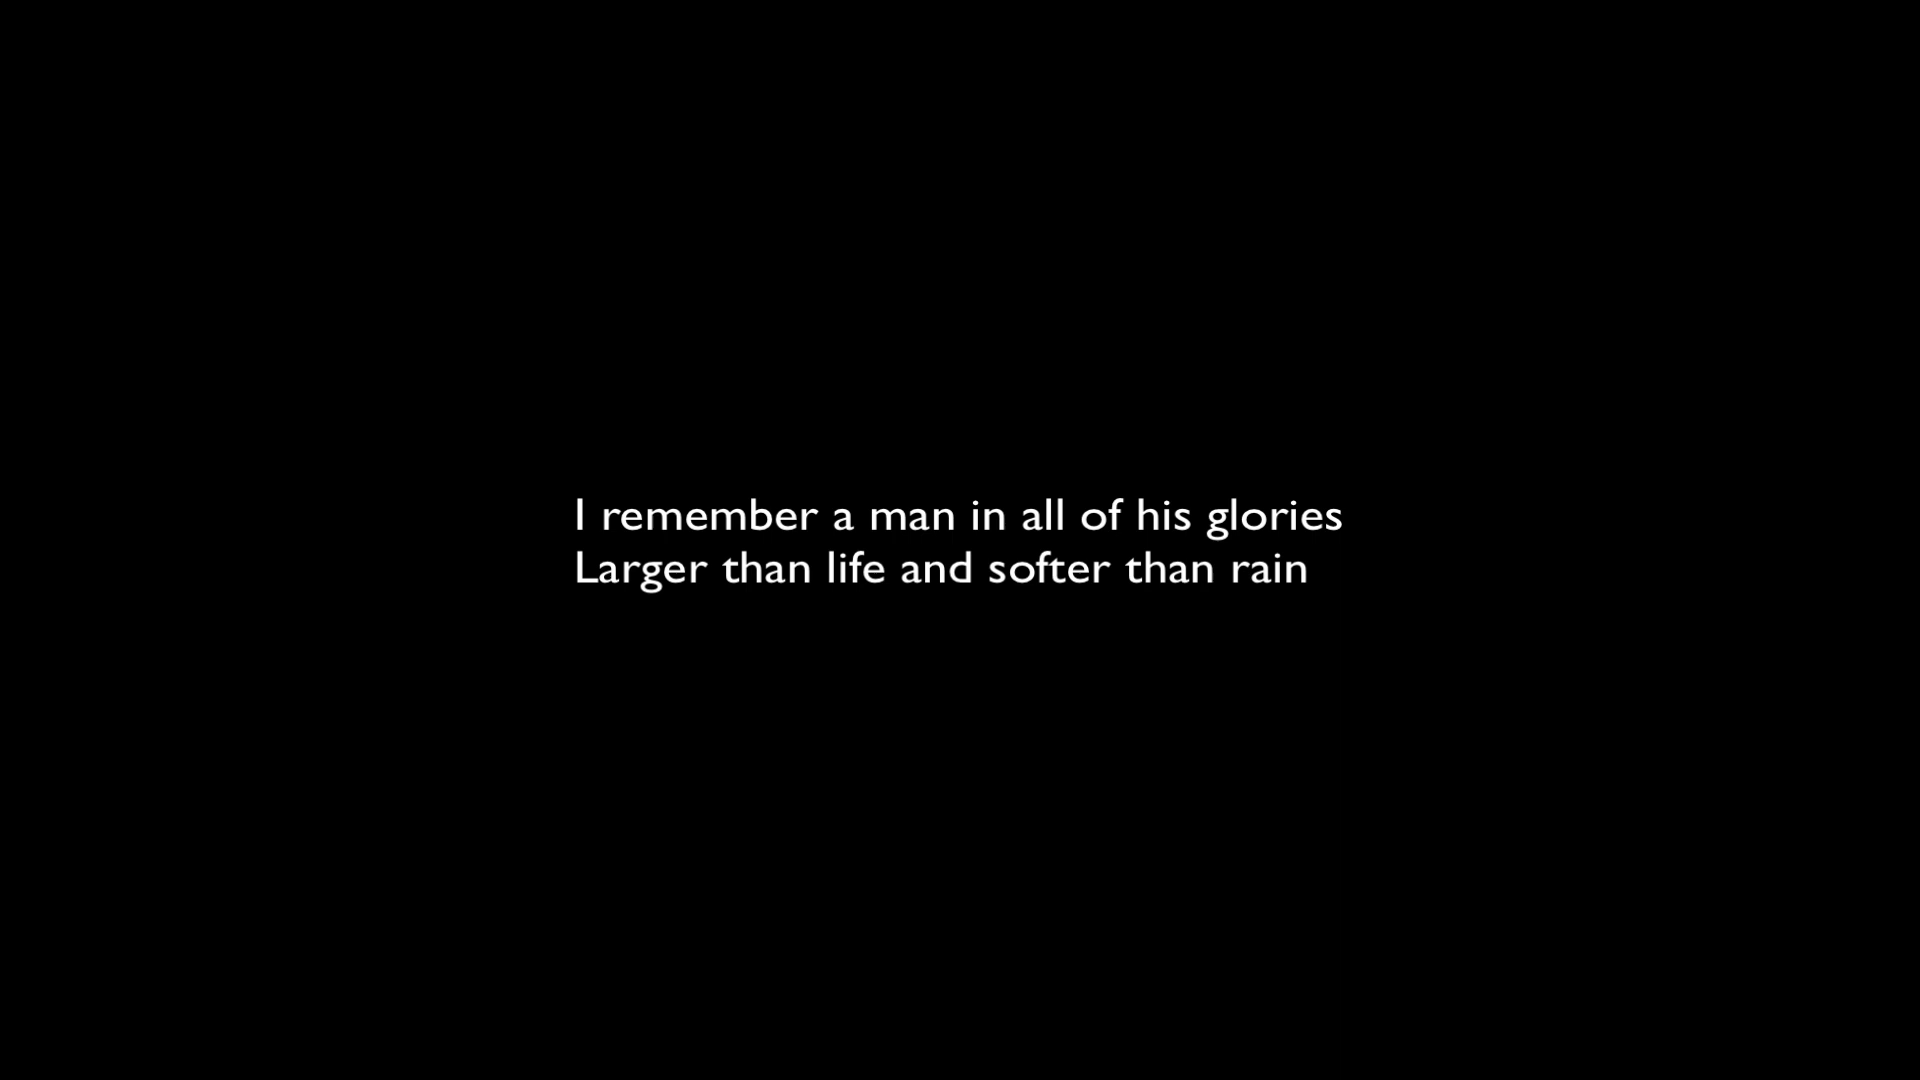 I remember a man in all of his glories
Larger than life and softer than rain